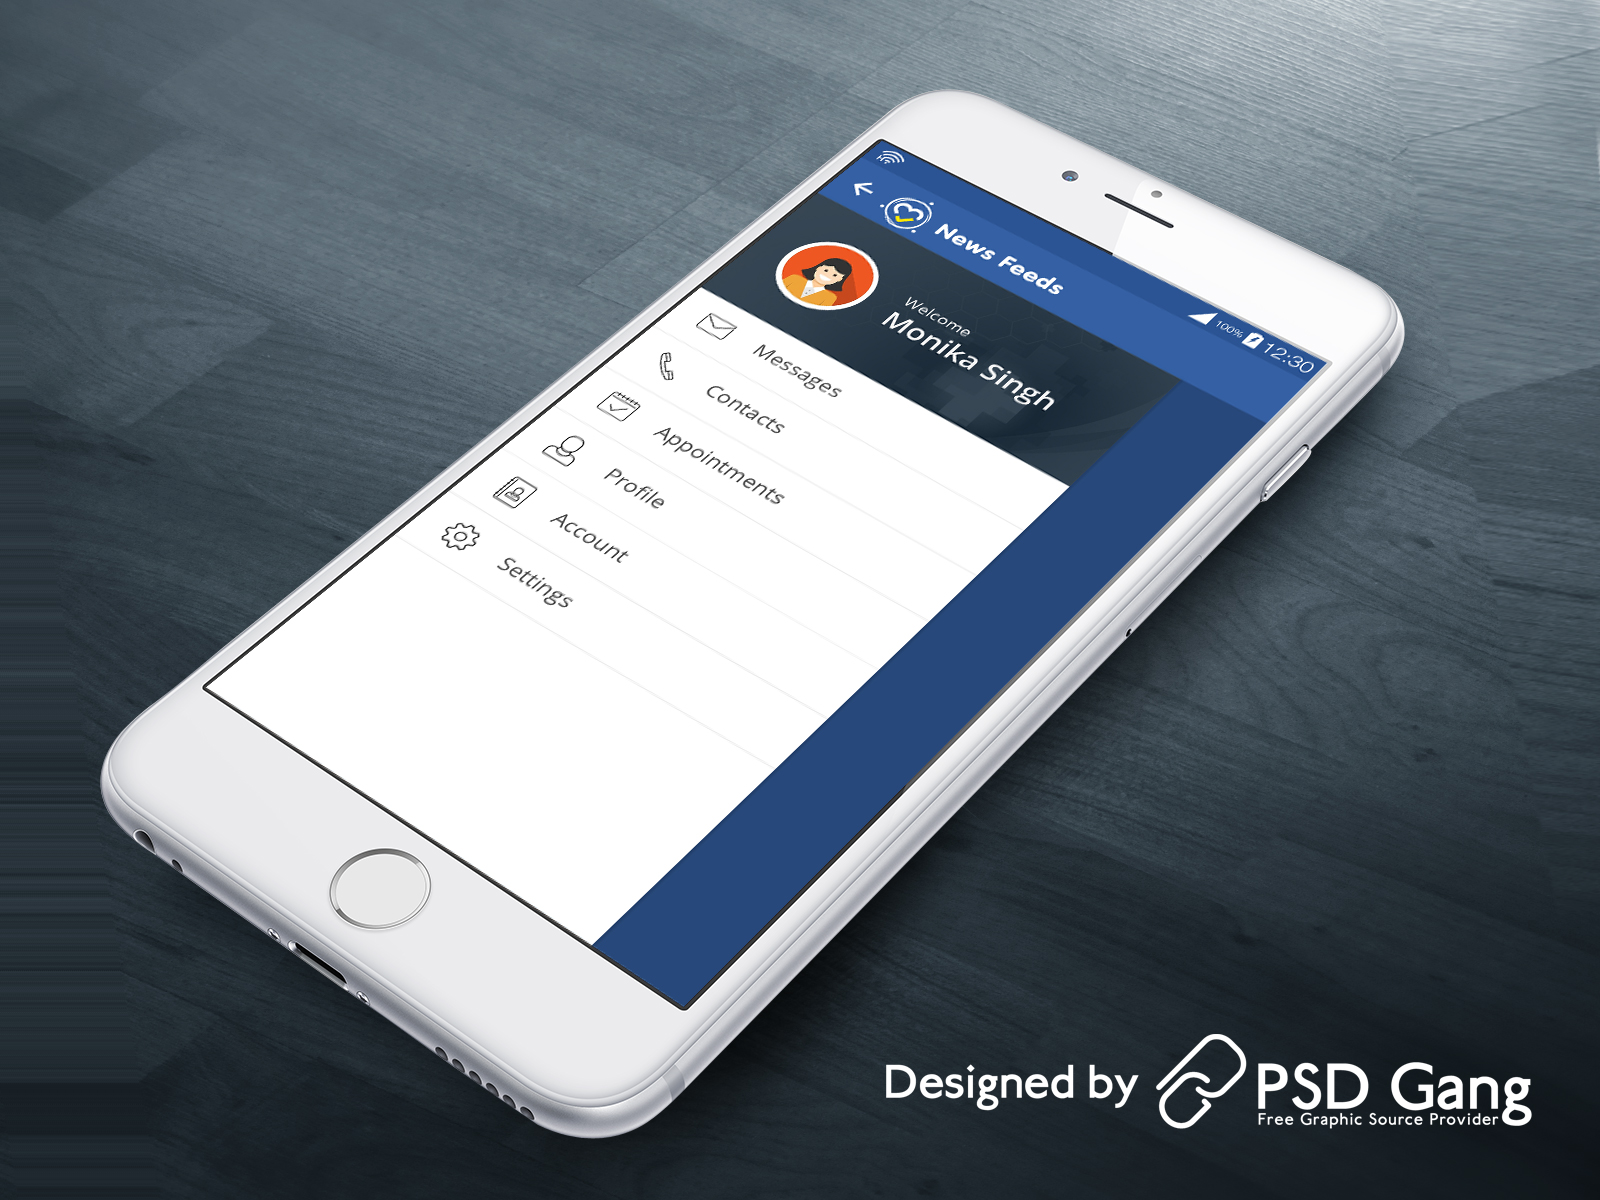 News Feeds
100% 12:30
Welcome
Monika Singh
Messages
Contacts
Appointments
Profile
Account
Settings
Designed by PSD Gang
Free Graphic Source Provider